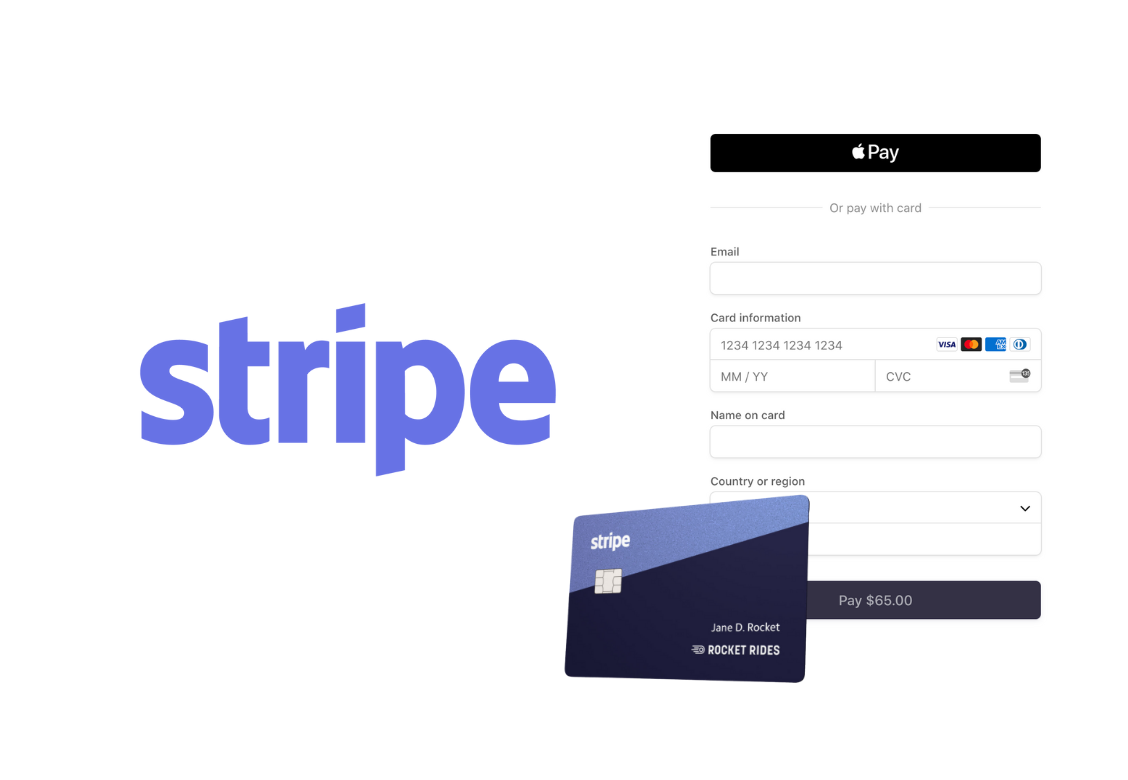 stripe
Pay
Or pay with card
Email
Card information
1234 1234 1234 1234 VISA
MM / YY CVC
Name on card
Country or region
Pay $65.00
stripe
Jane D. Rocket
ROCKET RIDES